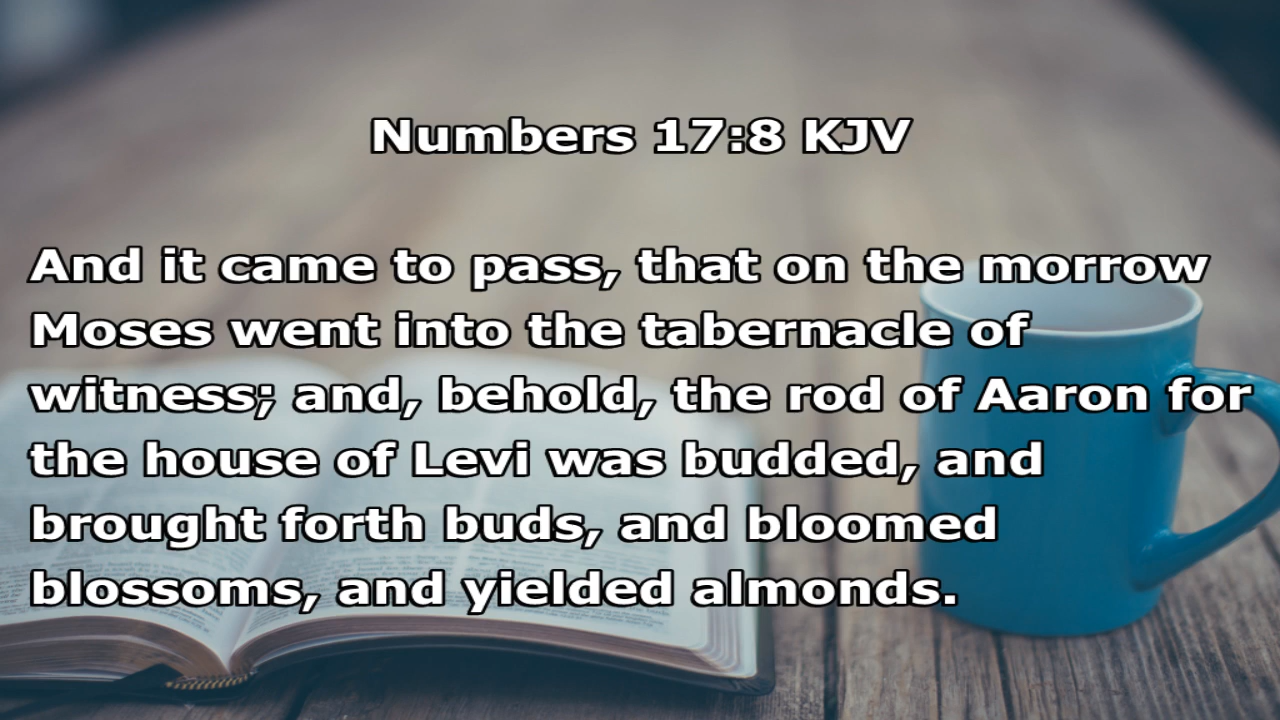 Numbers 17:8 KJV
And it came to pass, that on the morrow
Moses went into the tabernacle of
witness; and, behold, the rod of Aaron for
the house of Levi was budded, and
brought forth buds, and bloomed
blossoms, and yielded almonds.